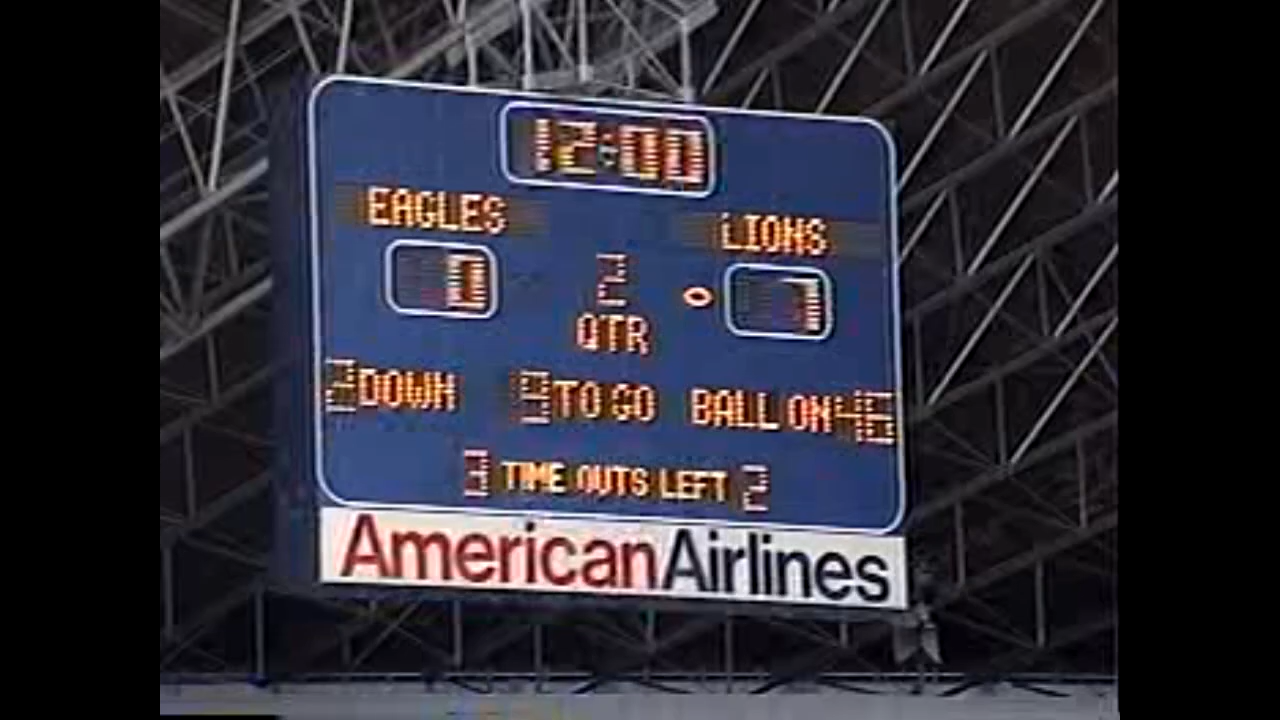 12:00
EAGLES LIONS
0 2 7
QTR
2 DOWN 9 TO GO BALL ON 46
3 TIME OUTS LEFT 2
AmericanAirlines